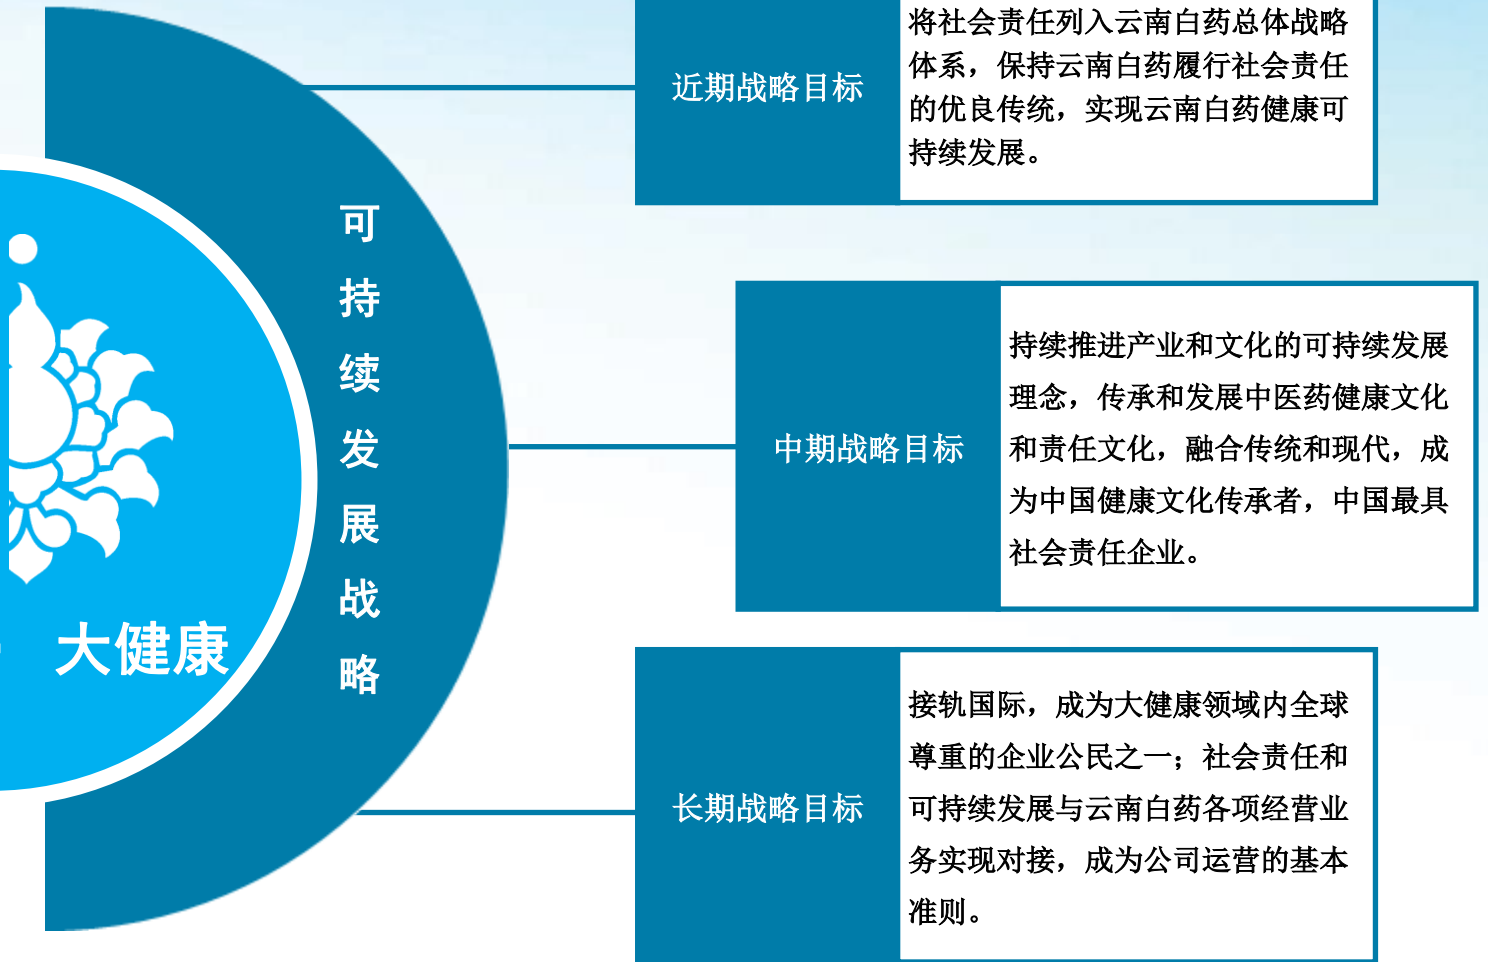 大健康
可
持
续
发
展
战
略
近期战略目标
将社会责任列入云南白药总体战略
体系，保持云南白药履行社会责任
的优良传统，实现云南白药健康可
持续发展。
中期战略目标
持续推进产业和文化的可持续发展
理念，传承和发展中医药健康文化
和责任文化，融合传统和现代，成
为中国健康文化传承者，中国最具
社会责任企业。
长期战略目标
接轨国际，成为大健康领域内全球
尊重的企业公民之一；社会责任和
可持续发展与云南白药各项经营业
务实现对接，成为公司运营的基本
准则。